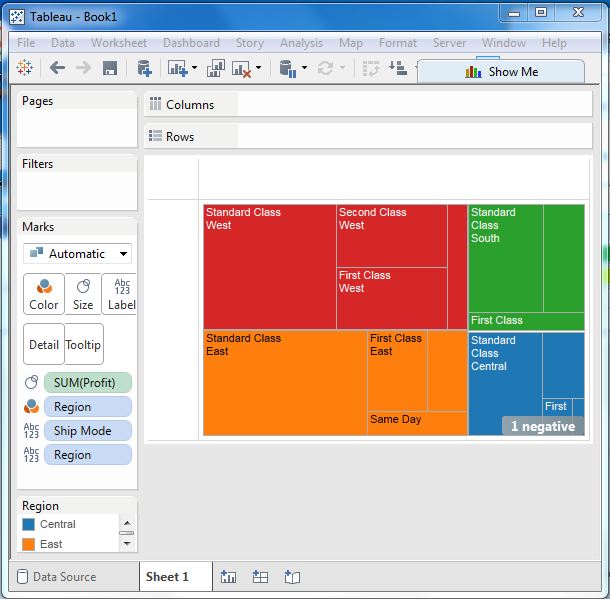 Tableau - Book1
File Data Worksheet Dashboard Story Analysis Map Format Server Window Help
Show Me
Pages
Columns
Rows
Filters
Marks
Automatic
Color
Size
Abc
123
Label
Detail
Tooltip
SUM(Profit)
Region
Abc
123
Ship Mode
Abc
123
Region
Region
Central
East
Standard Class
West
Second Class
West
First Class
West
Standard
Class
South
First Class
Standard Class
East
First Class
East
Same Day
Standard
Class
Central
First
1 negative
Data Source
Sheet 1